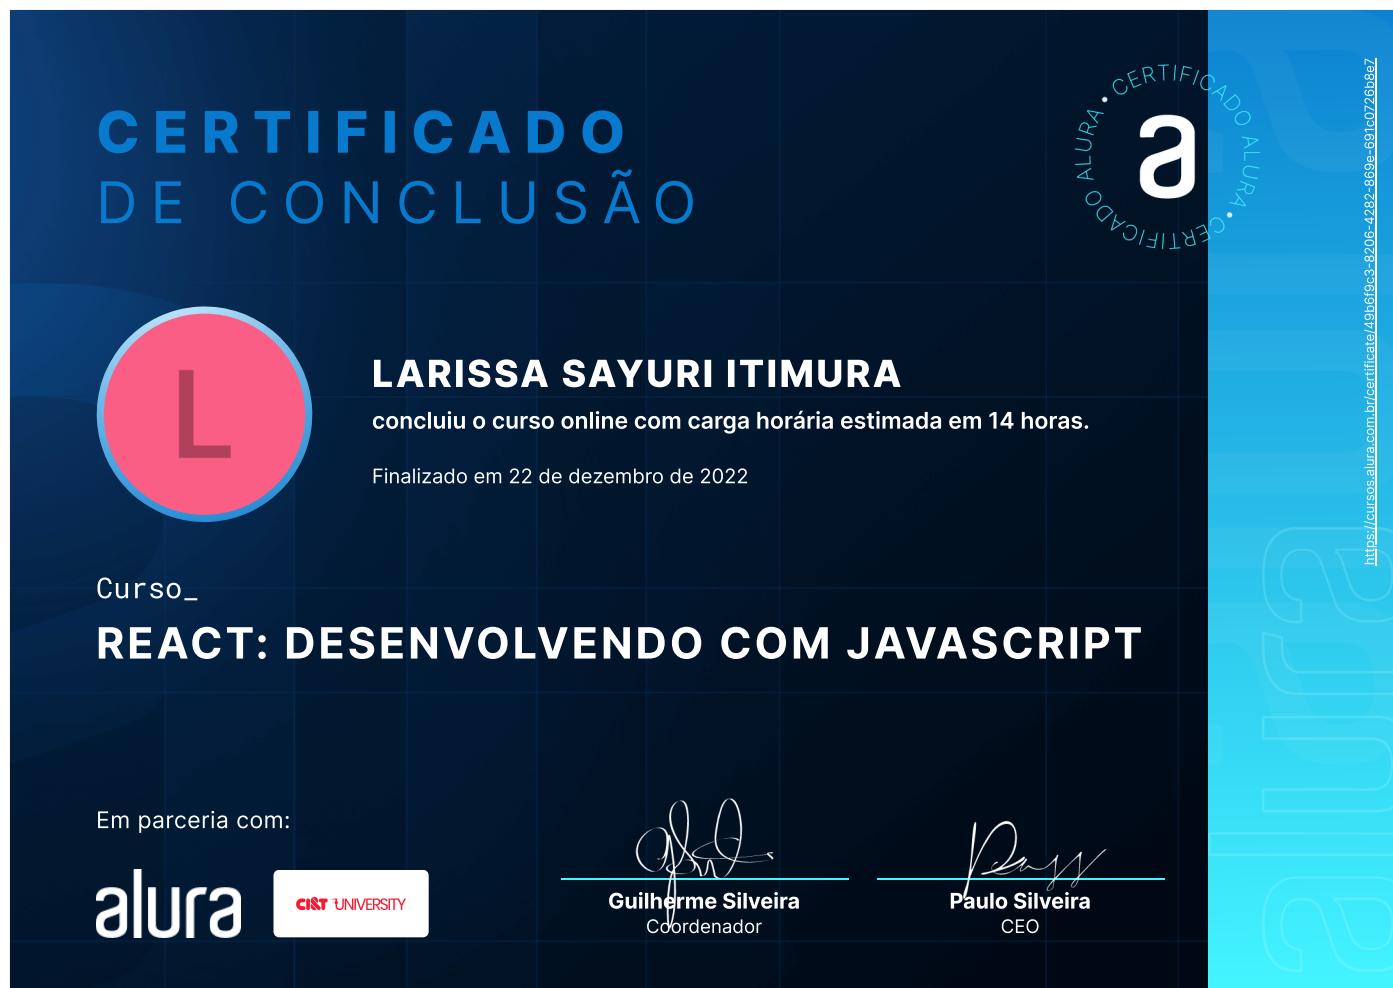 CERTIFICADO
DE CONCLUSÃO
CERTIFICADO ALURA • CERTIFICADO ALURA •
a
https://cursos.alura.com.br/certificate/49b6f9c3-8206-4282-869e-691c0726b8e7
L
LARISSA SAYURI ITIMURA
concluiu o curso online com carga horária estimada em 14 horas.
Finalizado em 22 de dezembro de 2022
Curso_
REACT: DESENVOLVENDO COM JAVASCRIPT
Em parceria com:
alura
CI&T UNIVERSITY
Guilherme Silveira
Coordenador
Paulo Silveira
CEO
alura